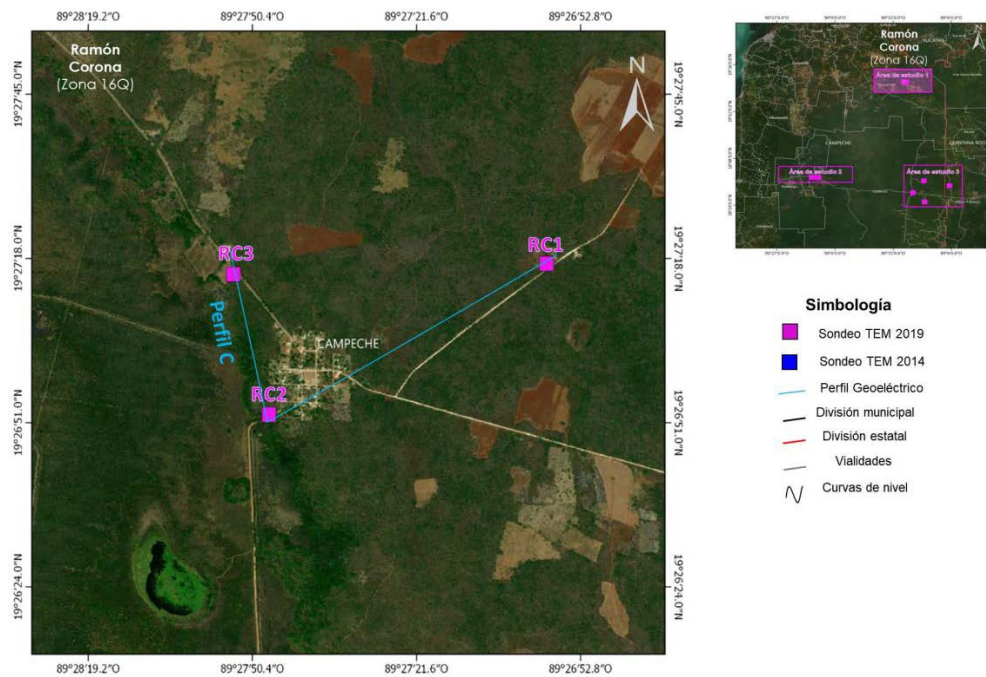 89°28'19.2"O 89°27'50.4"O 89°27'21.6"O 89°26'52.8"O
Ramón
Corona
(Zona 16Q)
N
19°27'45.0"N 19°27'45.0"N
RC3
RC1
19°27'18.0"N 19°27'18.0"N
Perfil C
CAMPECHE
RC2
19°26'51.0"N 19°26'51.0"N
19°26'24.0"N 19°26'24.0"N
89°28'19.2"O 89°27'50.4"O 89°27'21.6"O 89°26'52.8"O
Ramón
Corona
(Zona 16Q)
YUCATÁN
Área de estudio 1
CAMPECHE
QUINTANA ROO
Área de estudio 2
Área de estudio 3
Simbología
Sondeo TEM 2019
Sondeo TEM 2014
Perfil Geoeléctrico
División municipal
División estatal
Vialidades
Curvas de nivel